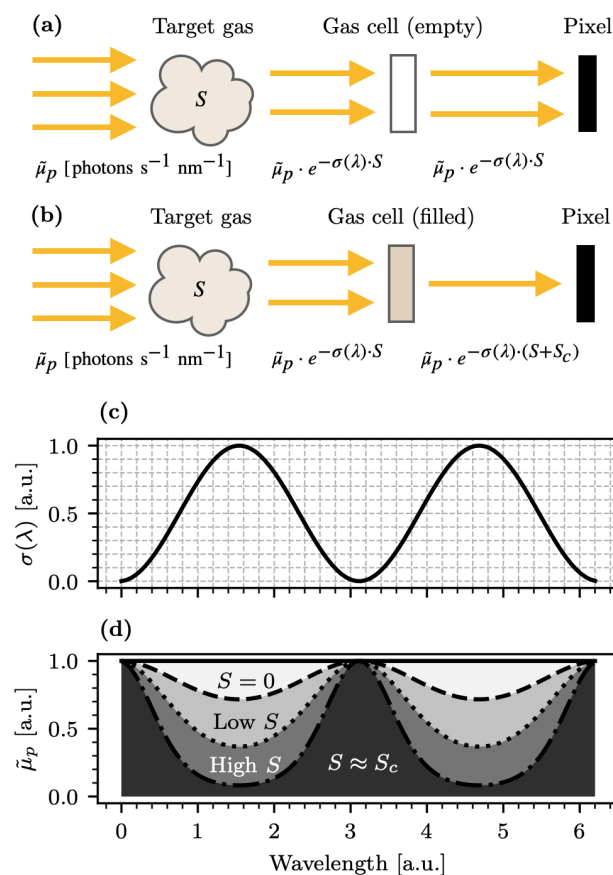 (a)
Target gas Gas cell (empty) Pixel
S
μ̃p [photons s⁻¹ nm⁻¹] μ̃p · e^−σ(λ)·S μ̃p · e^−σ(λ)·S
(b)
Target gas Gas cell (filled) Pixel
S
μ̃p [photons s⁻¹ nm⁻¹] μ̃p · e^−σ(λ)·S μ̃p · e^−σ(λ)·(S+Sc)
(c)
1.0
0.5
0.0
σ(λ) [a.u.]
(d)
1.0
0.5
0.0
μ̃p [a.u.]
S = 0
Low S
High S S ≈ Sc
0 1 2 3 4 5 6
Wavelength [a.u.]